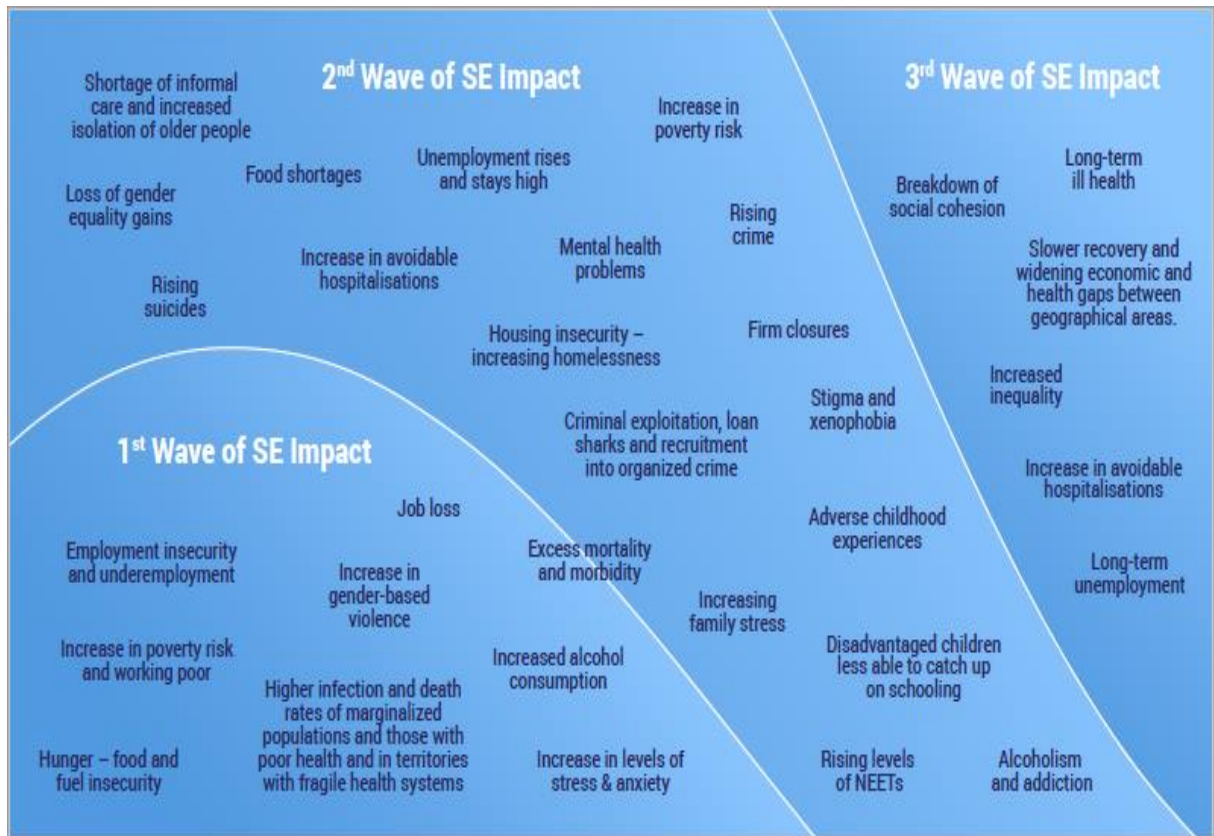 2nd Wave of SE Impact
Shortage of informal
care and increased
isolation of older people
Increase in
poverty risk
Unemployment rises
and stays high
Food shortages
Loss of gender
equality gains
Rising
crime
Mental health
problems
Increase in avoidable
hospitalisations
Rising
suicides
Housing insecurity –
increasing homelessness
Firm closures
Stigma and
xenophobia
Criminal exploitation, loan
sharks and recruitment
into organized crime
Adverse childhood
experiences
Excess mortality
and morbidity
Increasing
family stress
Disadvantaged children
less able to catch up
on schooling
Rising levels
of NEETs
Alcoholism
and addiction
1st Wave of SE Impact
Job loss
Employment insecurity
and underemployment
Increase in
gender-based
violence
Increase in poverty risk
and working poor
Increased alcohol
consumption
Higher infection and death
rates of marginalized
populations and those with
poor health and in territories
with fragile health systems
Hunger – food and
fuel insecurity
Increase in levels of
stress & anxiety
3rd Wave of SE Impact
Long-term
ill health
Breakdown of
social cohesion
Slower recovery and
widening economic and
health gaps between
geographical areas.
Increased
inequality
Increase in avoidable
hospitalisations
Long-term
unemployment